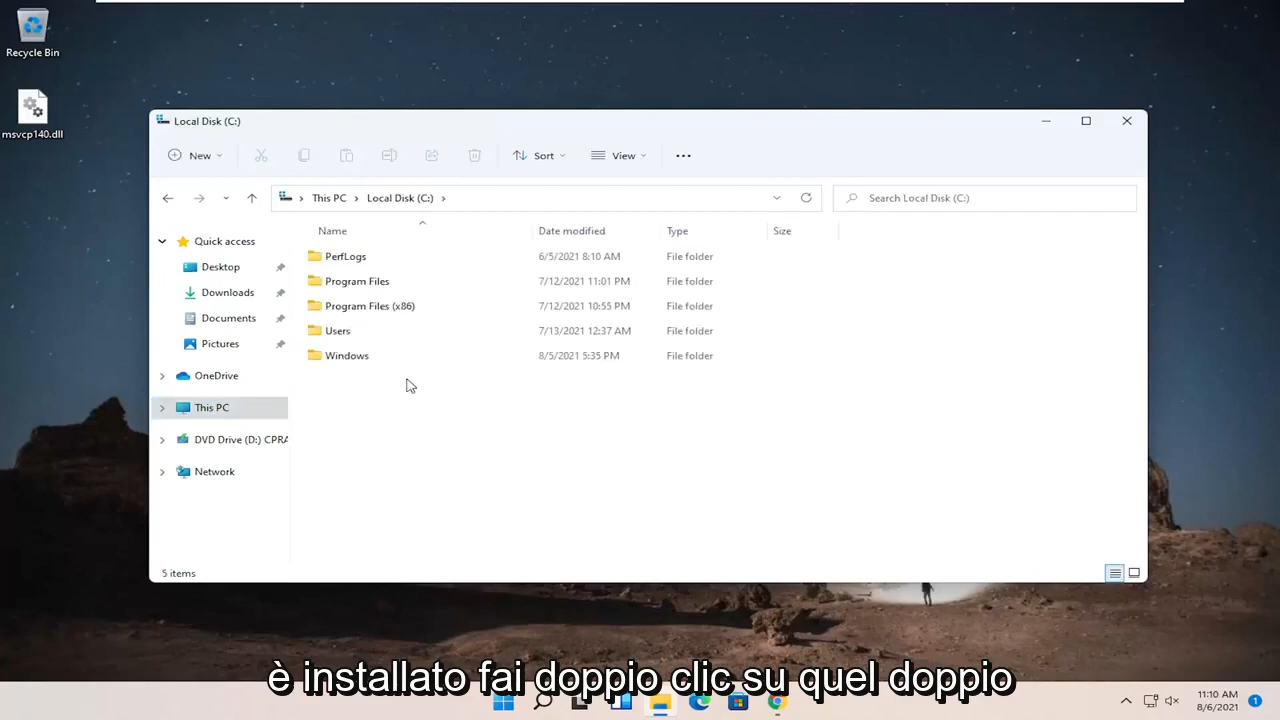 Recycle Bin
msvcp140.dll
Local Disk (C:)
New
Sort
View
This PC
Local Disk (C:)
Search Local Disk (C:)
Name
Date modified
Type
Size
Quick access
Desktop
Downloads
Documents
Pictures
OneDrive
This PC
DVD Drive (D:) CPRA
Network
PerfLogs 6/5/2021 8:10 AM File folder
Program Files 7/12/2021 11:01 PM File folder
Program Files (x86) 7/12/2021 10:55 PM File folder
Users 7/13/2021 12:37 AM File folder
Windows 8/5/2021 5:35 PM File folder
5 items
è installato fai doppio clic su quel doppio
11:10 AM
8/6/2021
1